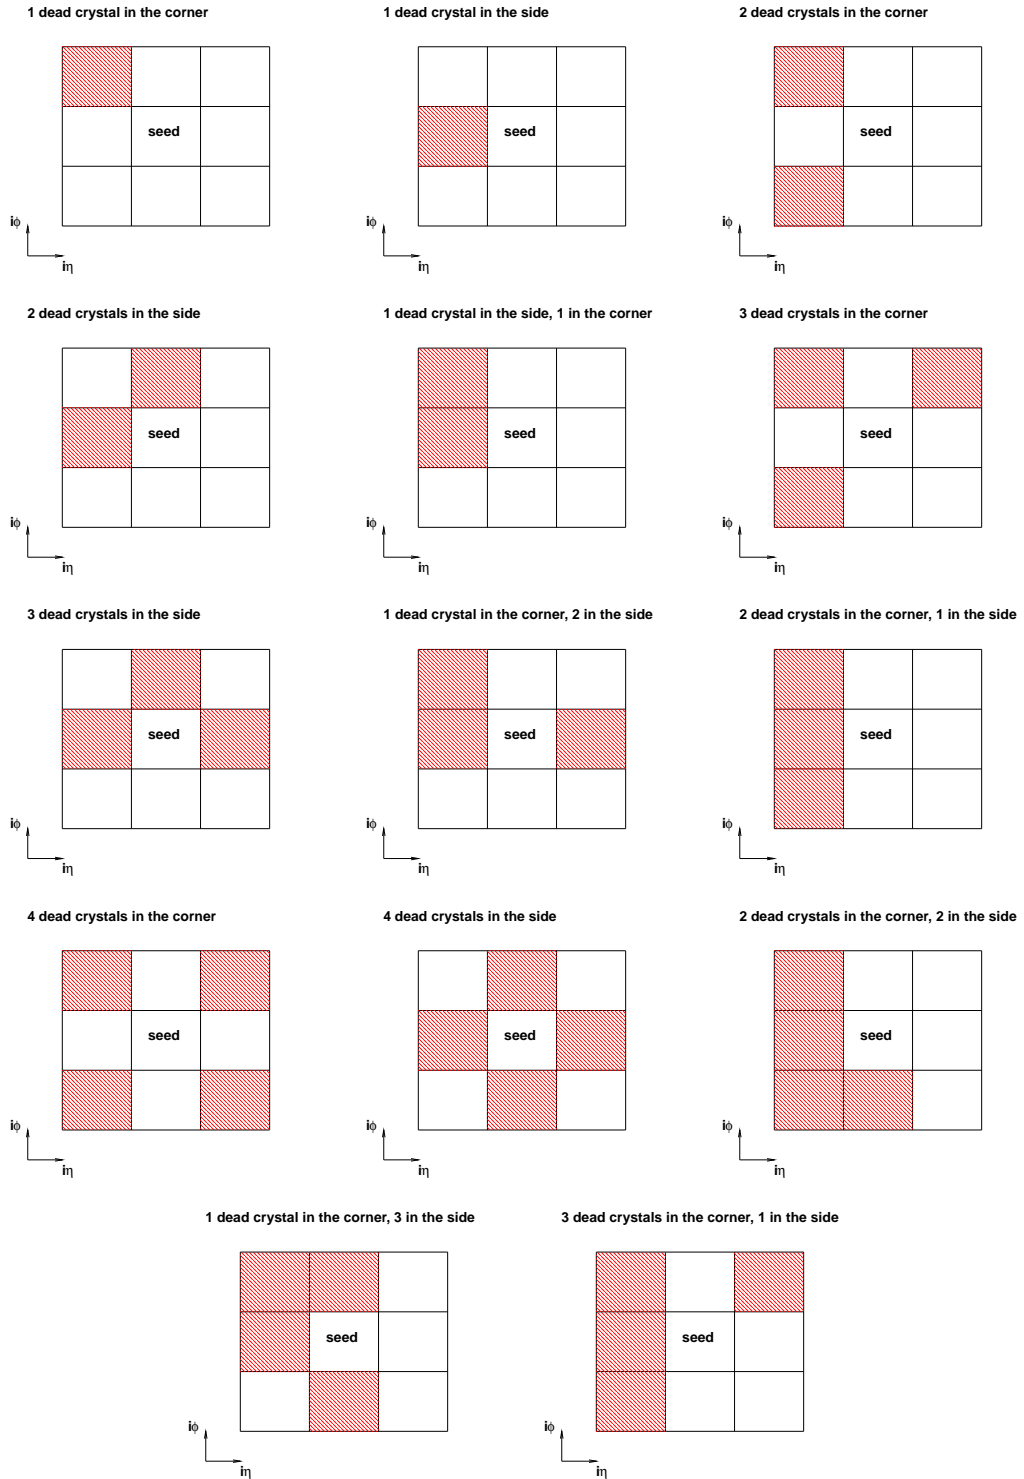 1 dead crystal in the corner
1 dead crystal in the side
2 dead crystals in the corner
seed
seed
seed
iϕ
iη
iϕ
iη
iϕ
iη
2 dead crystals in the side
1 dead crystal in the side, 1 in the corner
3 dead crystals in the corner
seed
seed
seed
iϕ
iη
iϕ
iη
iϕ
iη
3 dead crystals in the side
1 dead crystal in the corner, 2 in the side
2 dead crystals in the corner, 1 in the side
seed
seed
seed
iϕ
iη
iϕ
iη
iϕ
iη
4 dead crystals in the corner
4 dead crystals in the side
2 dead crystals in the corner, 2 in the side
seed
seed
seed
iϕ
iη
iϕ
iη
iϕ
iη
1 dead crystal in the corner, 3 in the side
3 dead crystals in the corner, 1 in the side
seed
seed
iϕ
iη
iϕ
iη